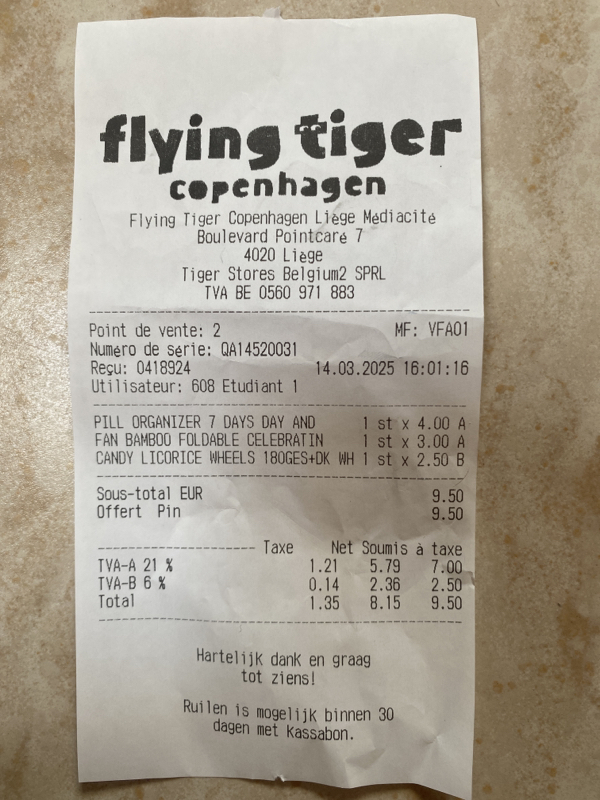 flying tiger
copenhagen
Flying Tiger Copenhagen Liège Médiacité
Boulevard Pointcaré 7
4020 Liège
Tiger Stores Belgium2 SPRL
TVA BE 0560 971 883
Point de vente: 2 MF: VFA01
Numéro de série: QA14520031
Reçu: 0418924 14.03.2025 16:01:16
Utilisateur: 608 Etudiant 1
PILL ORGANIZER 7 DAYS DAY AND 1 st x 4.00 A
FAN BAMBOO FOLDABLE CELEBRATIN 1 st x 3.00 A
CANDY LICORICE WHEELS 180GES+DK WH 1 st x 2.50 B
Sous-total EUR 9.50
Offert Pin 9.50
Taxe Net Soumis à taxe
TVA-A 21 % 1.21 5.79 7.00
TVA-B 6 % 0.14 2.36 2.50
Total 1.35 8.15 9.50
Hartelijk dank en graag
tot ziens!
Ruilen is mogelijk binnen 30
dagen met kassabon.